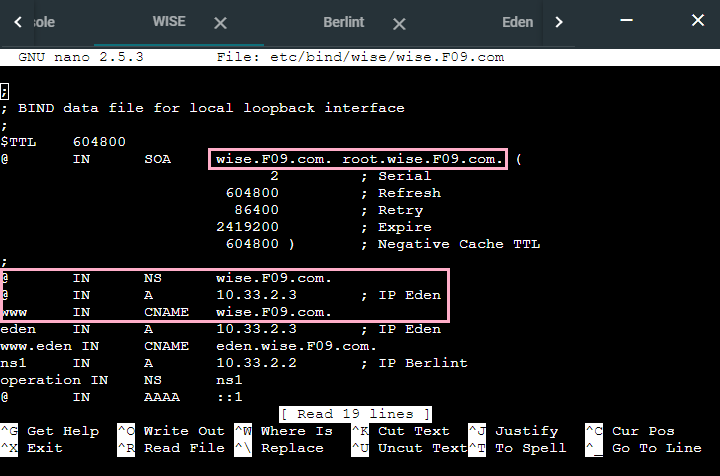 sole WISE Berlint Eden
GNU nano 2.5.3 File: etc/bind/wise/wise.F09.com
;
; BIND data file for local loopback interface
;
$TTL 604800
@ IN SOA wise.F09.com. root.wise.F09.com. (
2 ; Serial
604800 ; Refresh
86400 ; Retry
2419200 ; Expire
604800 ) ; Negative Cache TTL
;
@ IN NS wise.F09.com.
@ IN A 10.33.2.3 ; IP Eden
www IN CNAME wise.F09.com.
eden IN A 10.33.2.3 ; IP Eden
www.eden IN CNAME eden.wise.F09.com.
ns1 IN A 10.33.2.2 ; IP Berlint
operation IN NS ns1
@ IN AAAA ::1
[ Read 19 lines ]
^G Get Help ^O Write Out ^W Where Is ^K Cut Text ^J Justify ^C Cur Pos
^X Exit ^R Read File ^\ Replace ^U Uncut Text ^T To Spell ^_ Go To Line